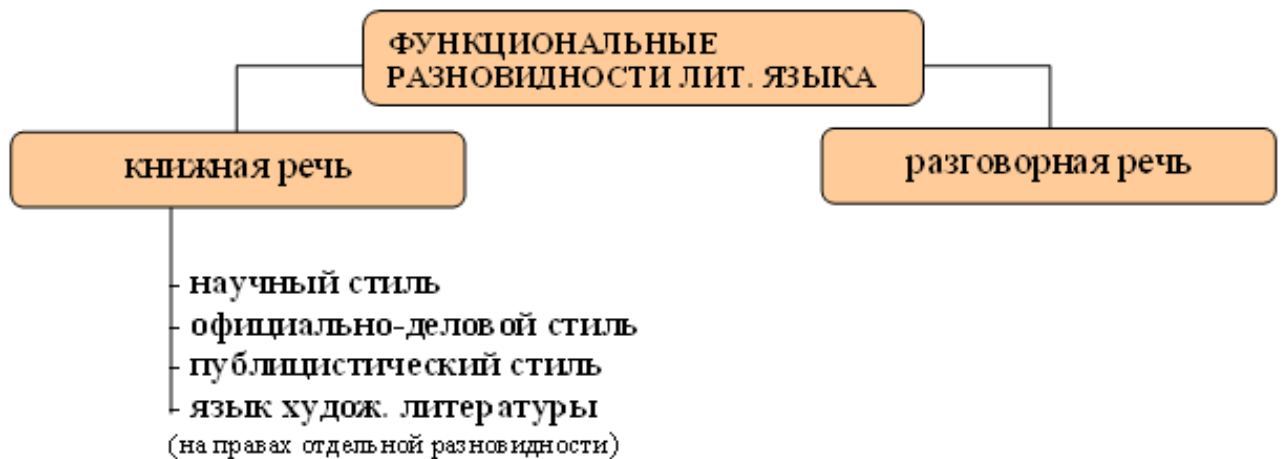 ФУНКЦИОНАЛЬНЫЕ
РАЗНОВИДНОСТИ ЛИТ. ЯЗЫКА
книжная речь
разговорная речь
- научный стиль
- официально-деловой стиль
- публицистический стиль
- язык худож. литературы
(на правах отдельной разновидности)